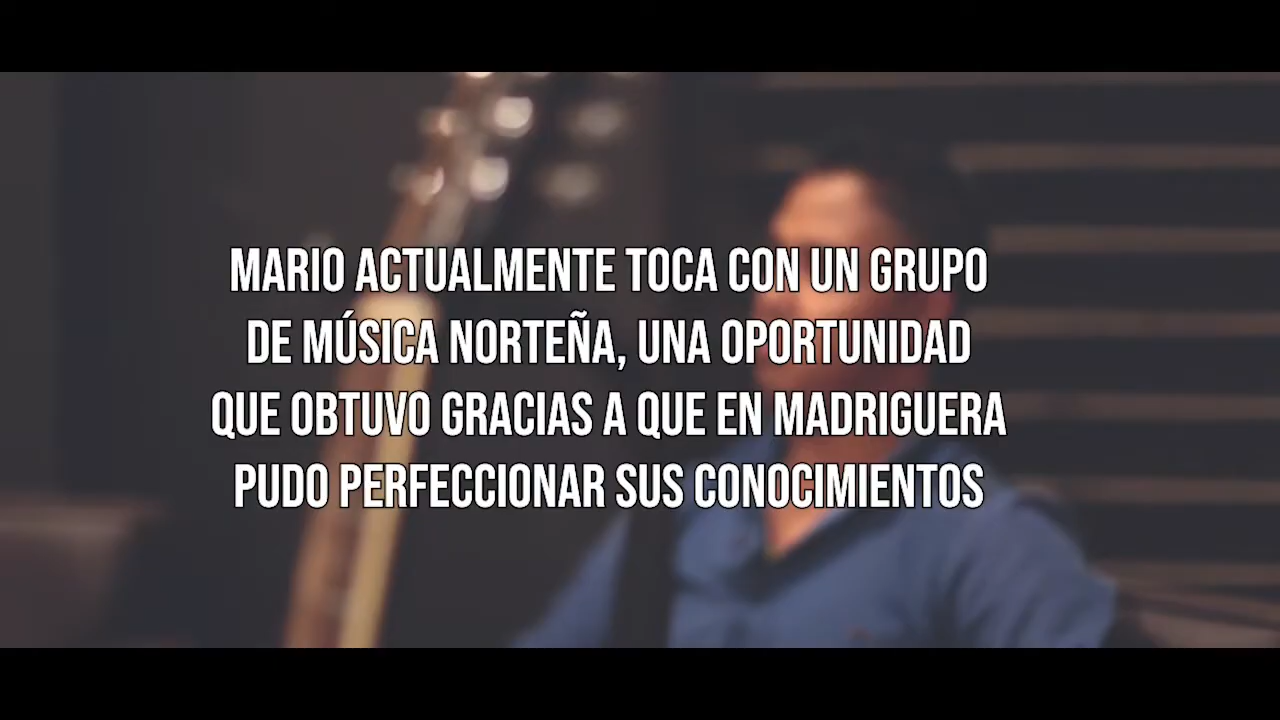 MARIO ACTUALMENTE TOCA CON UN GRUPO
DE MÚSICA NORTEÑA, UNA OPORTUNIDAD
QUE OBTUVO GRACIAS A QUE EN MADRIGUERA
PUDO PERFECCIONAR SUS CONOCIMIENTOS